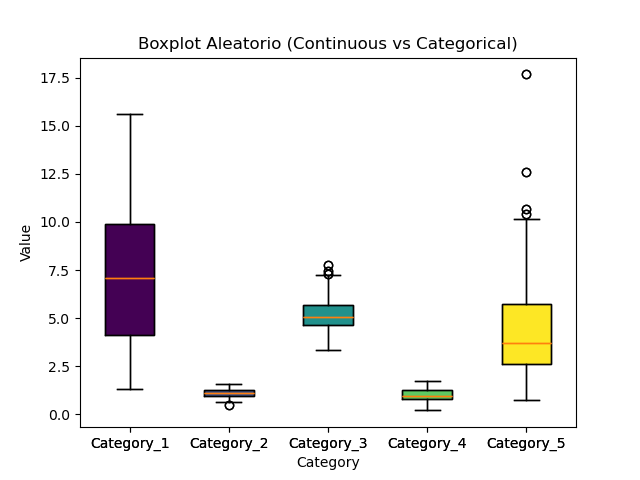 Boxplot Aleatorio (Continuous vs Categorical)
17.5
15.0
12.5
10.0
7.5
5.0
2.5
0.0
Value
Category_1 Category_2 Category_3 Category_4 Category_5
Category